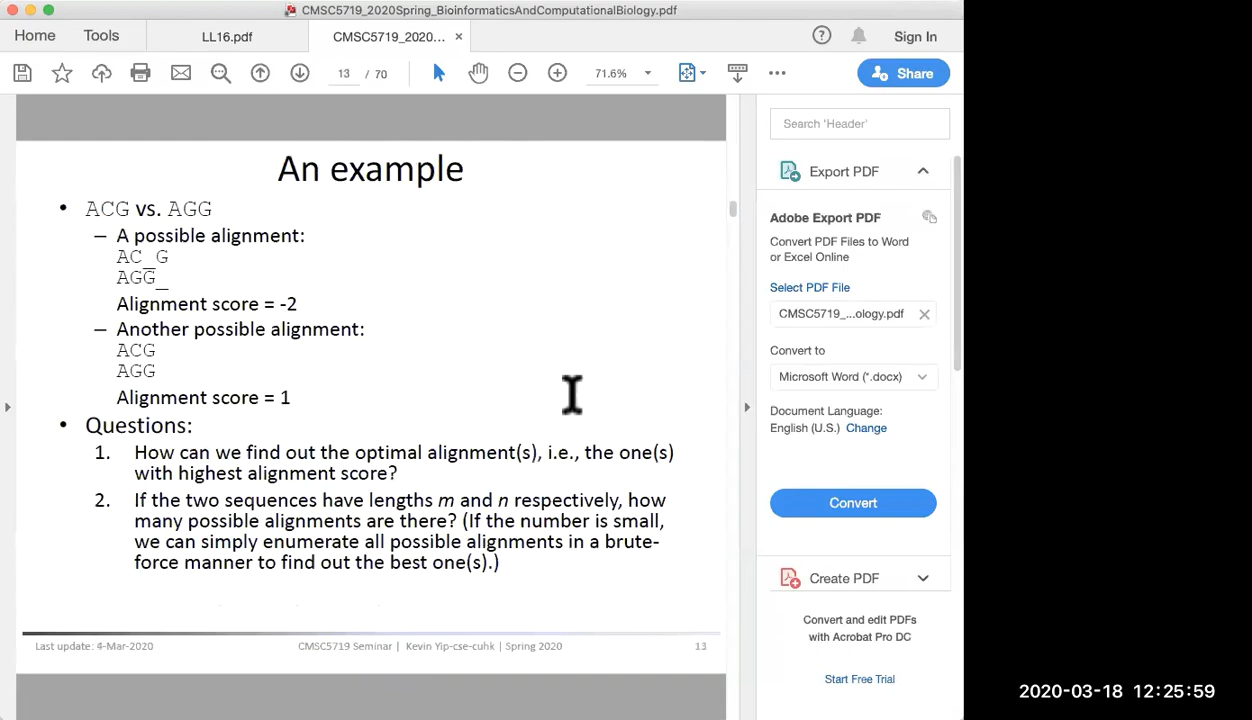 CMSC5719_2020Spring_BioinformaticsAndComputationalBiology.pdf
Home Tools LL16.pdf CMSC5719_2020... × Sign In
13 / 70 71.6% Share
An example
• ACG vs. AGG
– A possible alignment:
AC_G
AGG_
Alignment score = -2
– Another possible alignment:
ACG
AGG
Alignment score = 1
• Questions:
1. How can we find out the optimal alignment(s), i.e., the one(s)
with highest alignment score?
2. If the two sequences have lengths m and n respectively, how
many possible alignments are there? (If the number is small,
we can simply enumerate all possible alignments in a brute-
force manner to find out the best one(s).)
Last update: 4-Mar-2020 CMSC5719 Seminar | Kevin Yip-cse-cuhk | Spring 2020 13
Search 'Header'
Export PDF
Adobe Export PDF
Convert PDF Files to Word
or Excel Online
Select PDF File
CMSC5719_...ology.pdf
Convert to
Microsoft Word (*.docx)
Document Language:
English (U.S.) Change
Convert
Create PDF
Convert and edit PDFs
with Acrobat Pro DC
Start Free Trial
2020-03-18 12:25:59